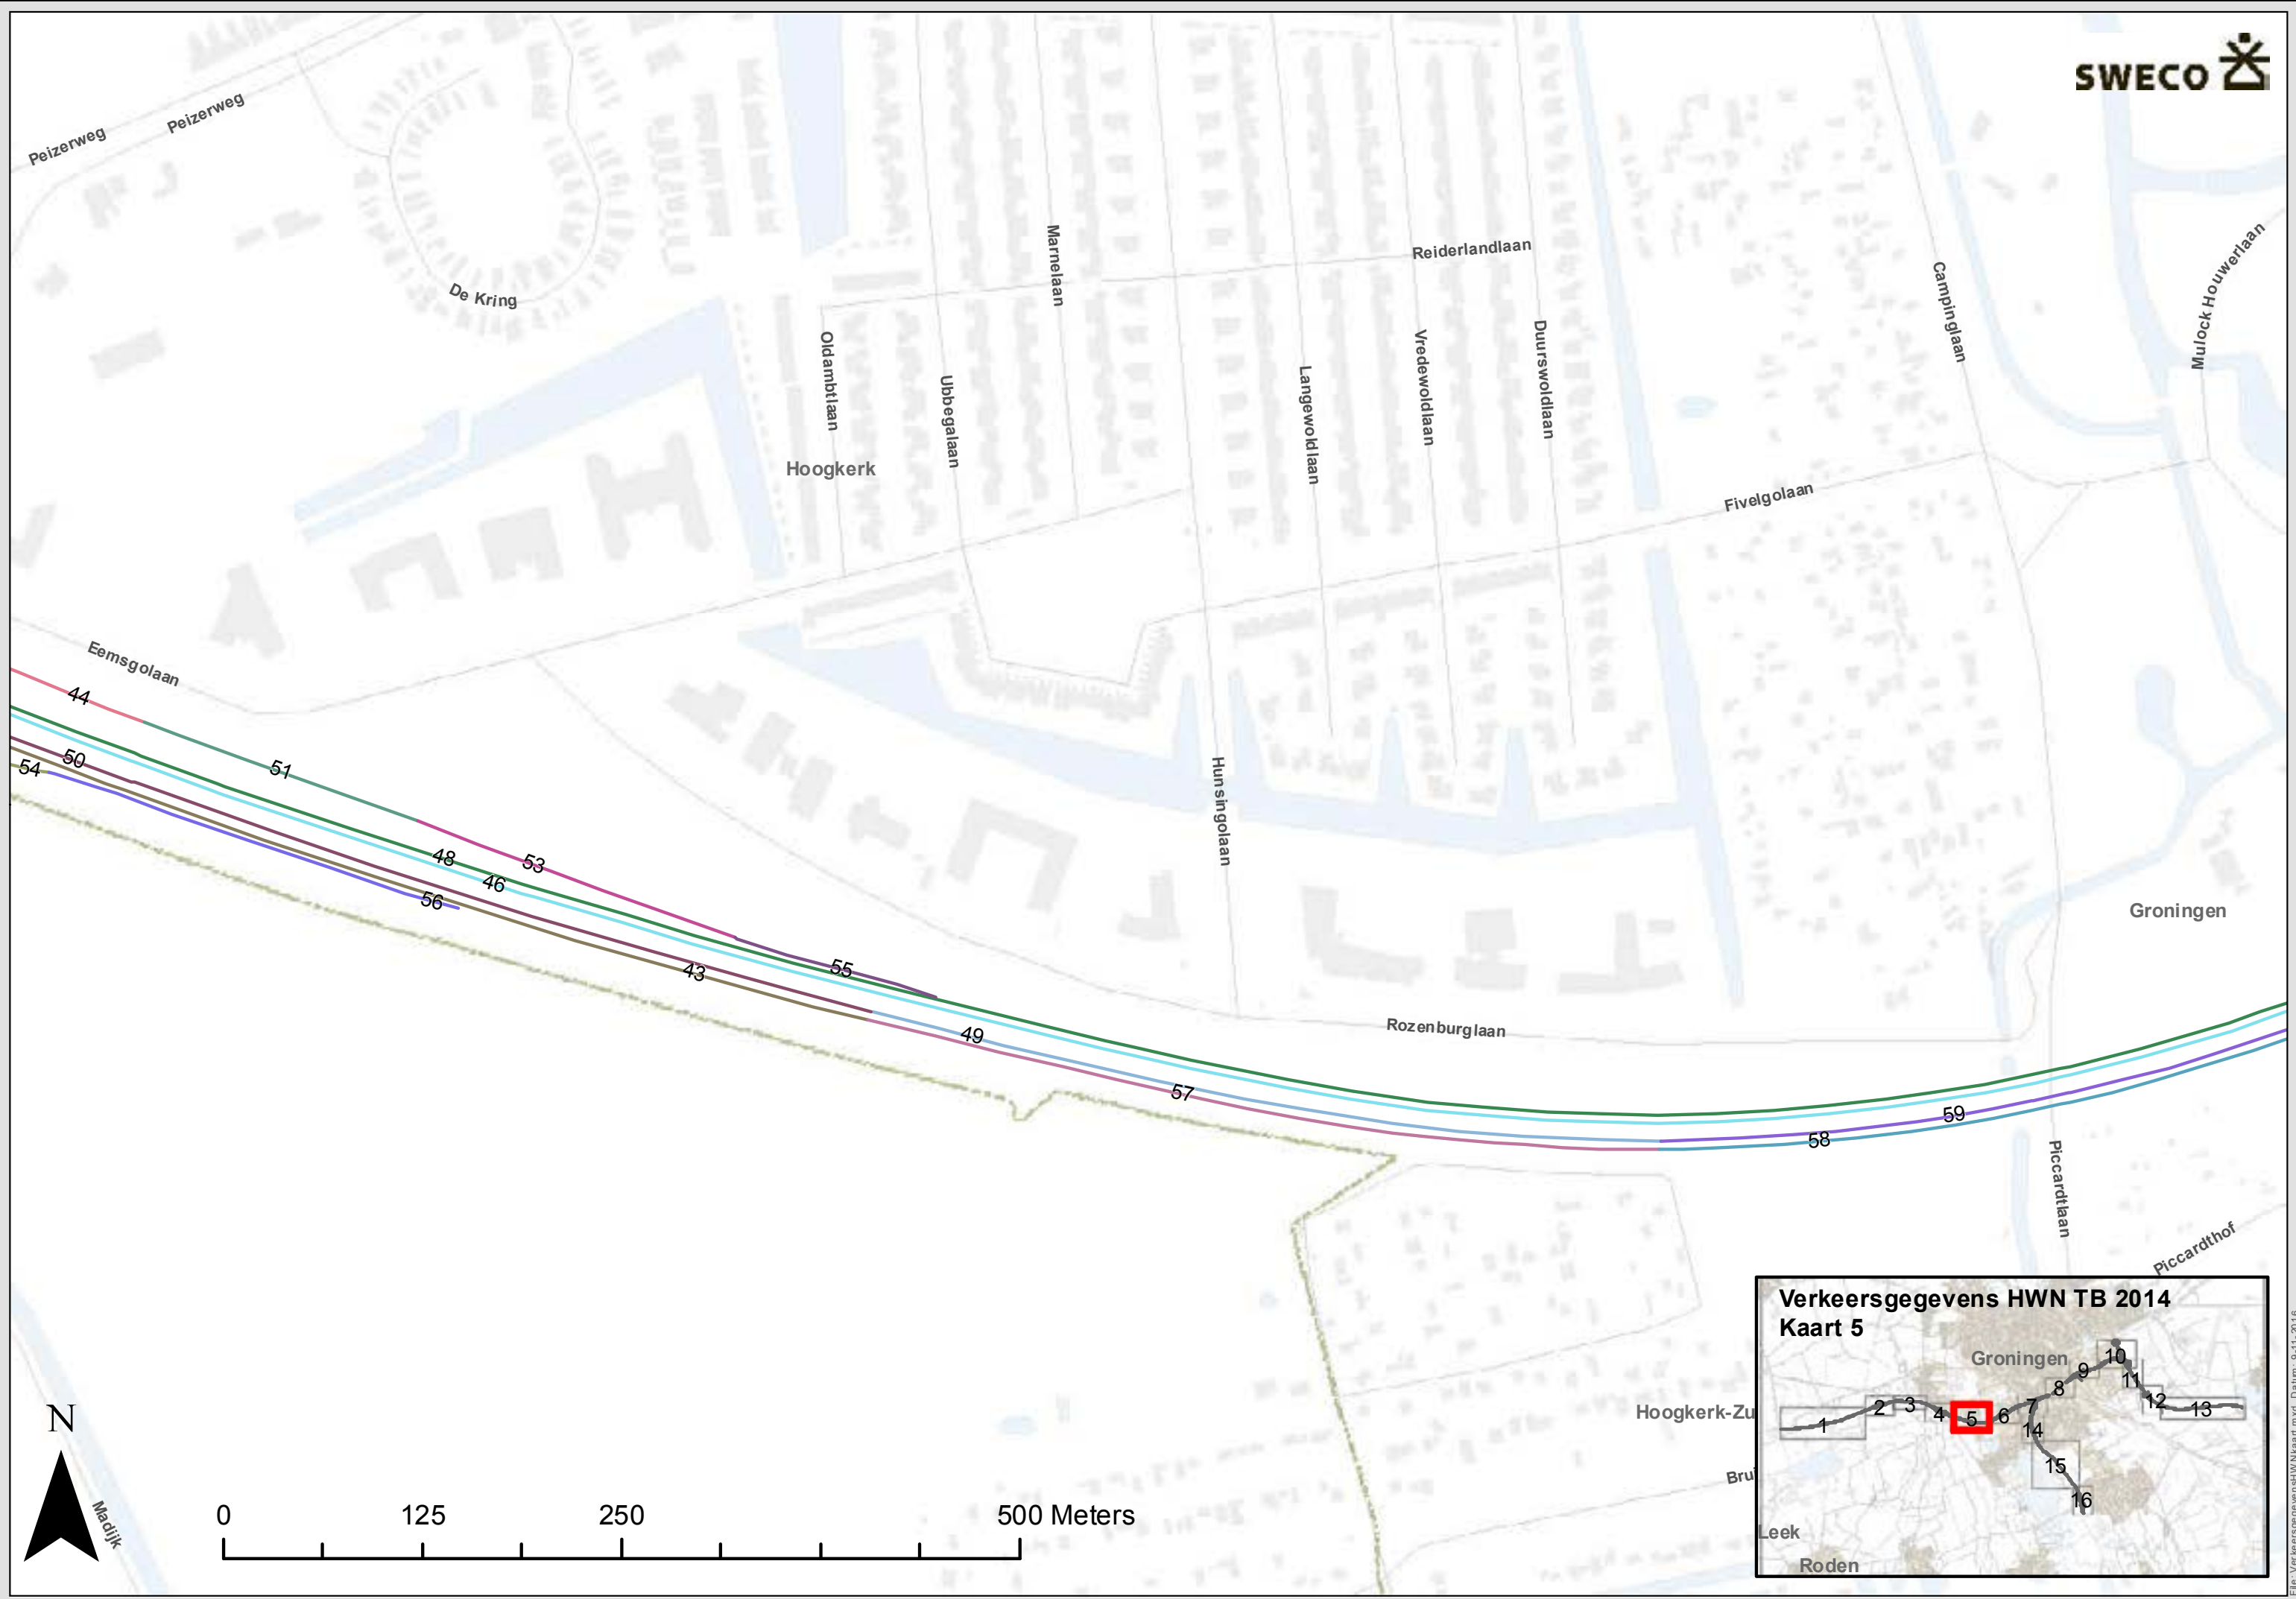 SWECO
Peizerweg
Peizerweg
De Kring
Marnelaan
Reiderlandlaan
Campinglaan
Mulock Houwerlaan
Oldambtlaan
Ubbegalaan
Langewoldlaan
Vredewoldlaan
Duurswoldlaan
Hoogkerk
Fivelgolaan
Eemsgolaan
Hunsingolaan
Groningen
Rozenburglaan
Piccardtlaan
Piccardthof
44
50
54
51
48
46
53
56
43
55
49
57
58
59
Hoogkerk-Zu
Brui
Madijk
N
0 125 250 500 Meters
Verkeersgegevens HWN TB 2014
Kaart 5
Groningen
1
2
3
4
5
6
7
8
9
10
11
12
13
14
15
16
Leek
Roden